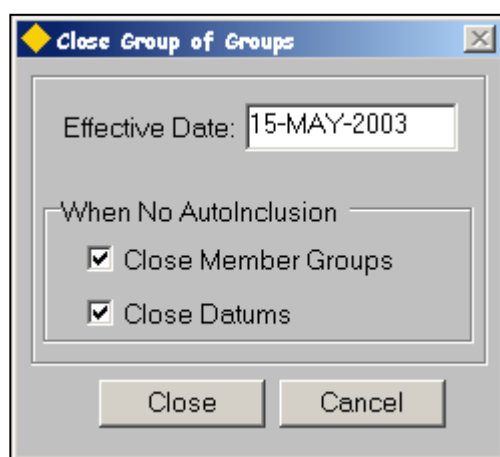 Close Group of Groups
Effective Date: 15-MAY-2003
When No AutoInclusion
Close Member Groups
Close Datums
Close Cancel